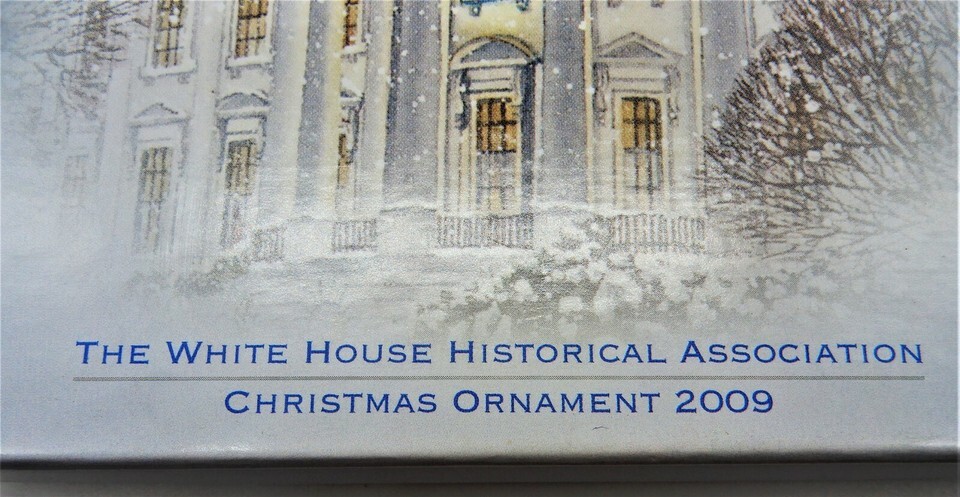 The White House Historical Association
Christmas Ornament 2009